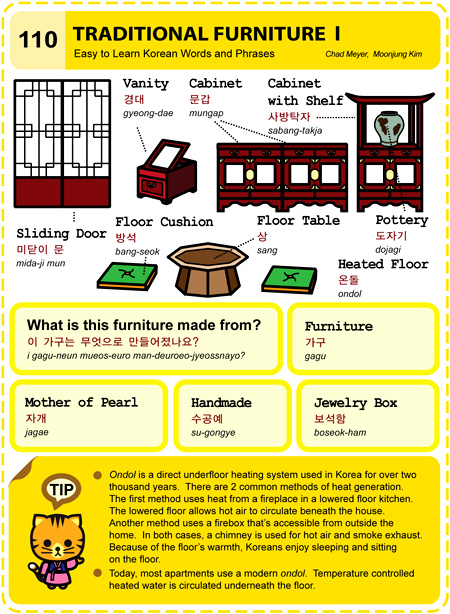 110
TRADITIONAL FURNITURE I
Easy to Learn Korean Words and Phrases
Chad Meyer, Moonjung Kim
Vanity
경대
gyeong-dae
Cabinet
문갑
mungap
Cabinet
with Shelf
사방탁자
sabang-takja
Sliding Door
미닫이 문
mida-ji mun
Floor Cushion
방석
bang-seok
Floor Table
상
sang
Pottery
도자기
dojagi
Heated Floor
온돌
ondol
What is this furniture made from?
이 가구는 무엇으로 만들어졌나요?
i gagu-neun mueos-euro man-deuroeo-jyeossnayo?
Furniture
가구
gagu
Mother of Pearl
자개
jagae
Handmade
수공예
su-gongye
Jewelry Box
보석함
boseok-ham
TIP
Ondol is a direct underfloor heating system used in Korea for over two
thousand years. There are 2 common methods of heat generation.
The first method uses heat from a fireplace in a lowered floor kitchen.
The lowered floor allows hot air to circulate beneath the house.
Another method uses a firebox that's accessible from outside the
home. In both cases, a chimney is used for hot air and smoke exhaust.
Because of the floor's warmth, Koreans enjoy sleeping and sitting
on the floor.
Today, most apartments use a modern ondol. Temperature controlled
heated water is circulated underneath the floor.